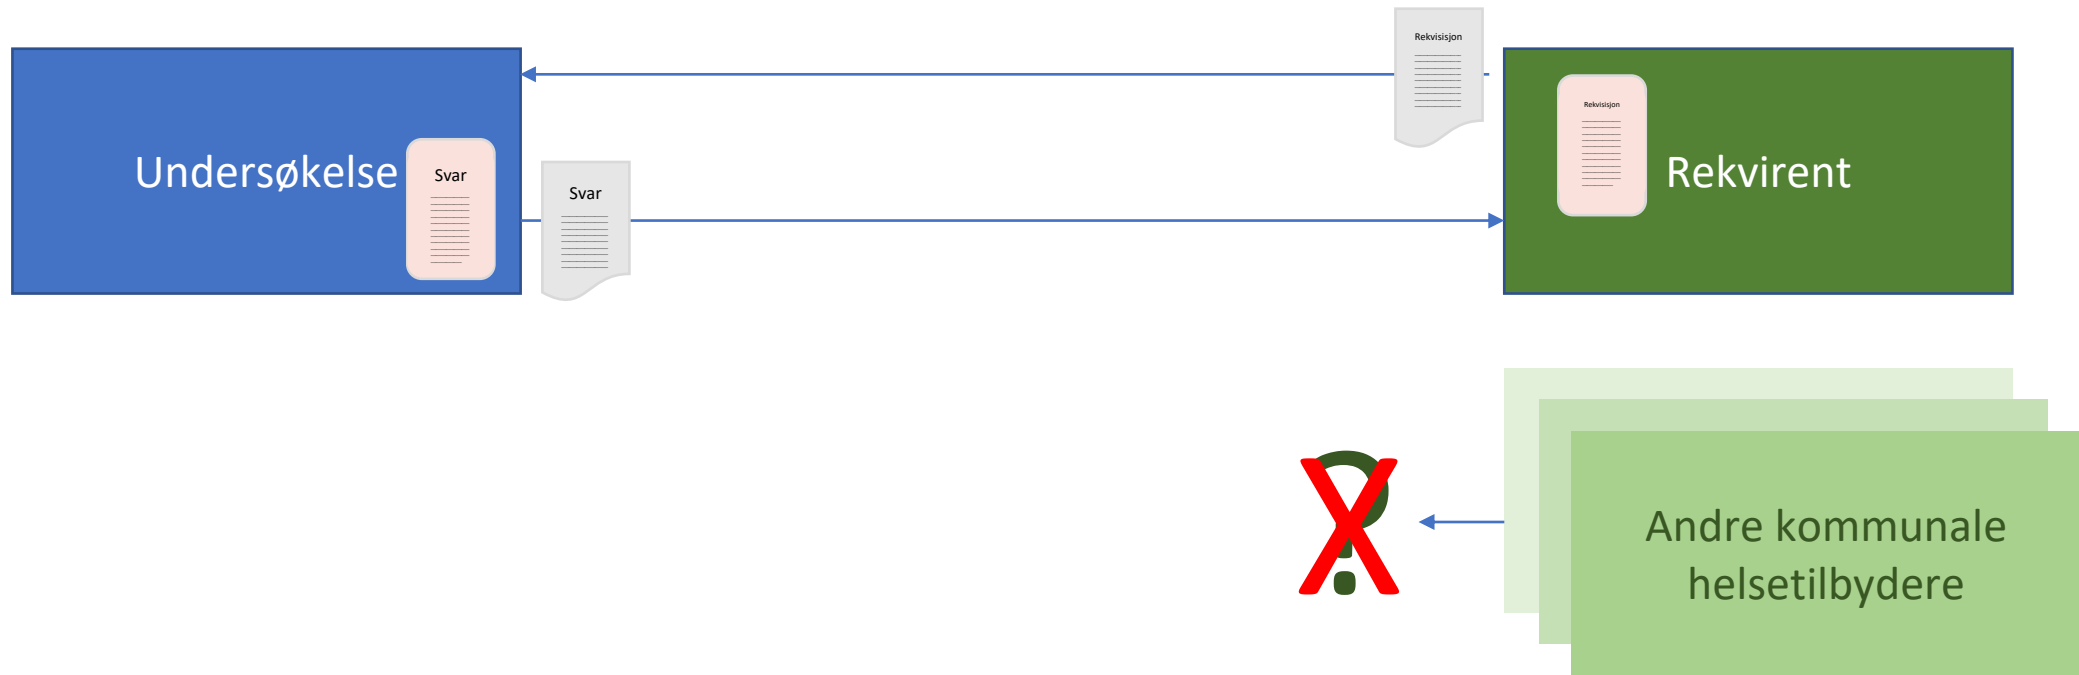 Rekvisisjon
Rekvisisjon
Undersøkelse
Svar
Svar
Rekvirent
?
X
Andre kommunale
helsetilbydere